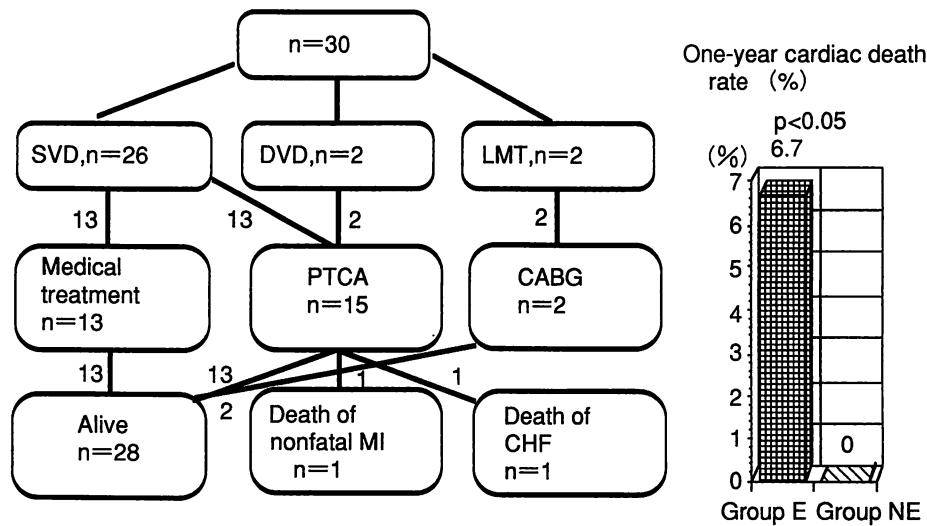 n=30
SVD,n=26
DVD,n=2
LMT,n=2
13
13
2
2
Medical
treatment
n=13
PTCA
n=15
CABG
n=2
13
13
2
1
1
Alive
n=28
Death of
nonfatal MI
n=1
Death of
CHF
n=1
One-year cardiac death
rate (%)
p<0.05
6.7
(%)
7
6
5
4
3
2
1
0
0
Group E Group NE